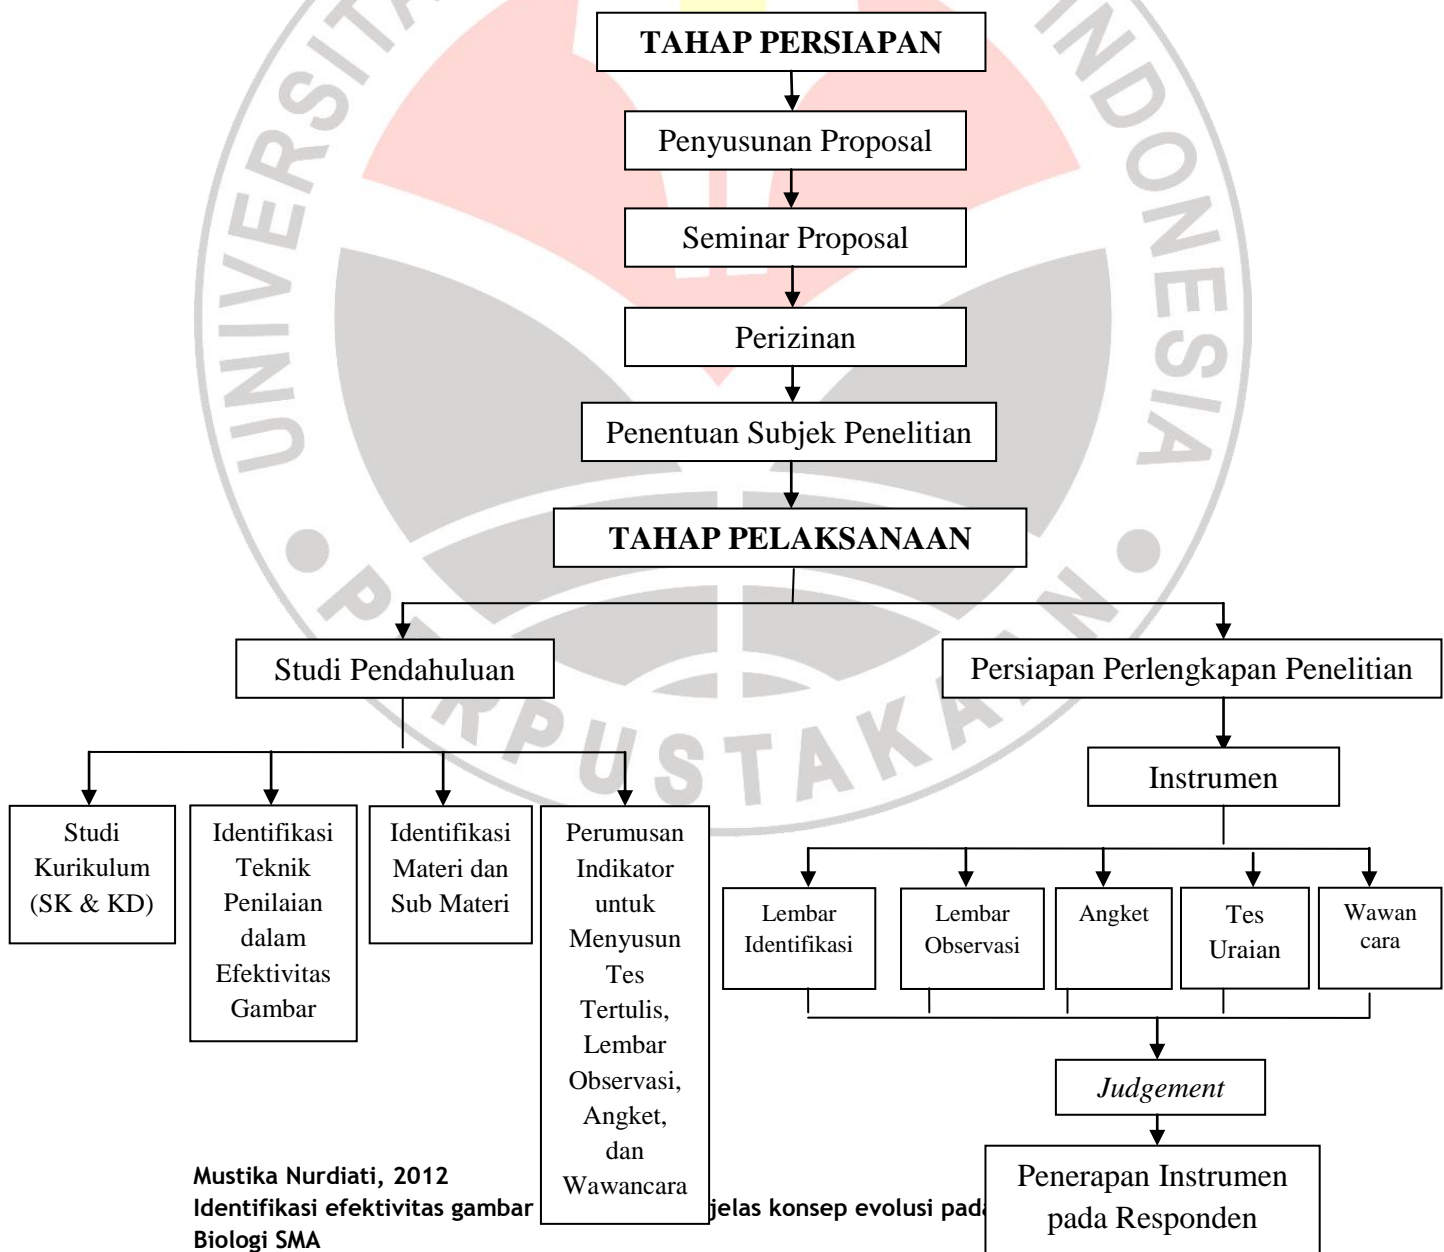 UNIVERSITA
INDONESIA
PERPUSTAKAAN
TAHAP PERSIAPAN
Penyusunan Proposal
Seminar Proposal
Perizinan
Penentuan Subjek Penelitian
TAHAP PELAKSANAAN
Studi Pendahuluan
Persiapan Perlengkapan Penelitian
Instrumen
Studi
Kurikulum
(SK & KD)
Identifikasi
Teknik
Penilaian
dalam
Efektivitas
Gambar
Identifikasi
Materi dan
Sub Materi
Perumusan
Indikator
untuk
Menyusun
Tes
Tertulis,
Lembar
Observasi,
Angket,
dan
Wawancara
Lembar
Identifikasi
Lembar
Observasi
Angket
Tes
Uraian
Wawan
cara
Judgement
Penerapan Instrumen
pada Responden
Mustika Nurdiati, 2012
Identifikasi efektivitas gambar jelas konsep evolusi pada
Biologi SMA